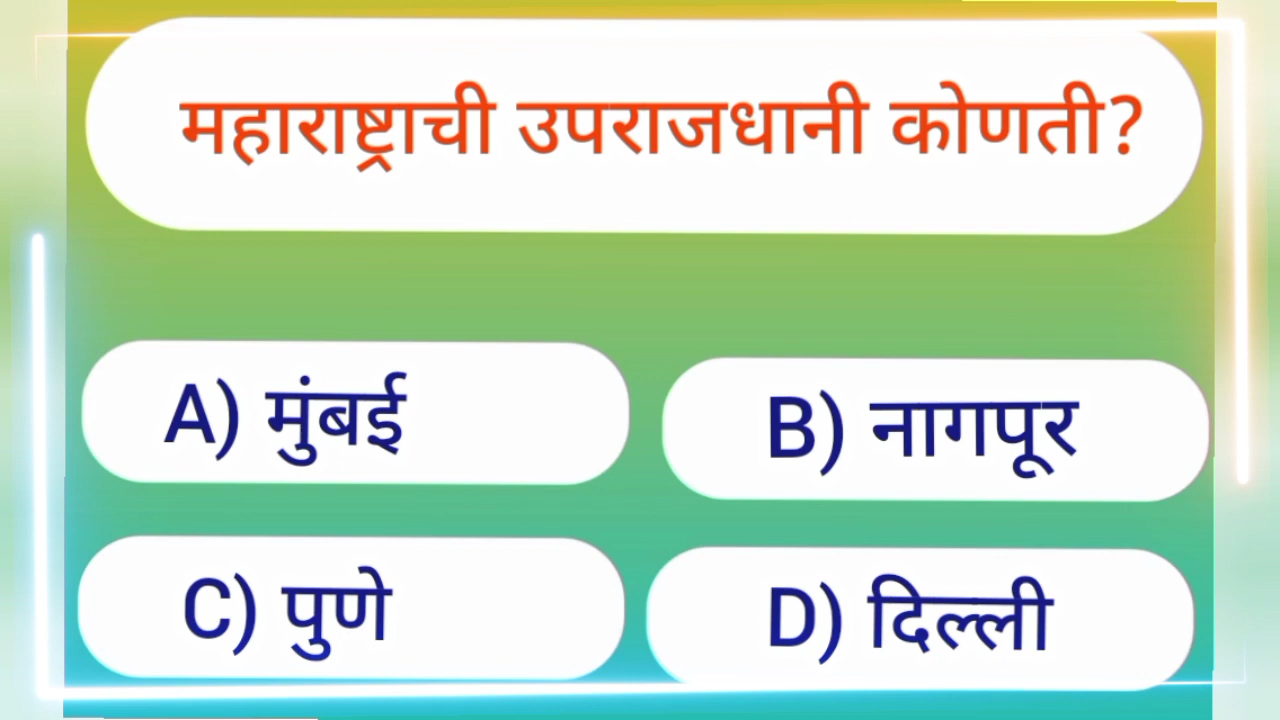 महाराष्ट्राची उपराजधानी कोणती?
A) मुंबई
B) नागपूर
C) पुणे
D) दिल्ली